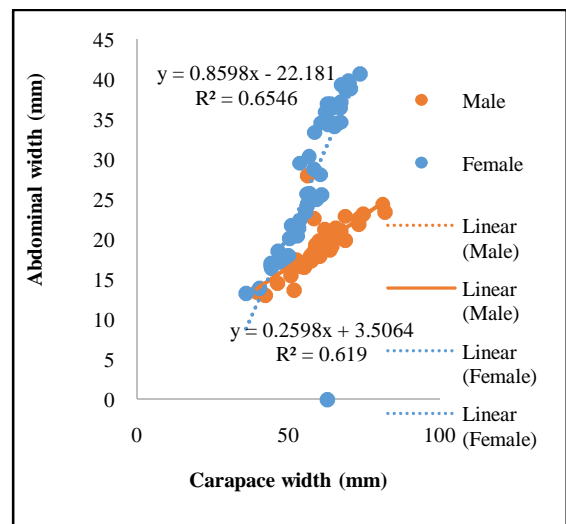 45
40
35
30
25
20
15
10
5
0
Abdominal width (mm)
y = 0.8598x - 22.181
R² = 0.6546
y = 0.2598x + 3.5064
R² = 0.619
0
50
100
Carapace width (mm)
Male
Female
Linear
(Male)
Linear
(Male)
Linear
(Female)
Linear
(Female)